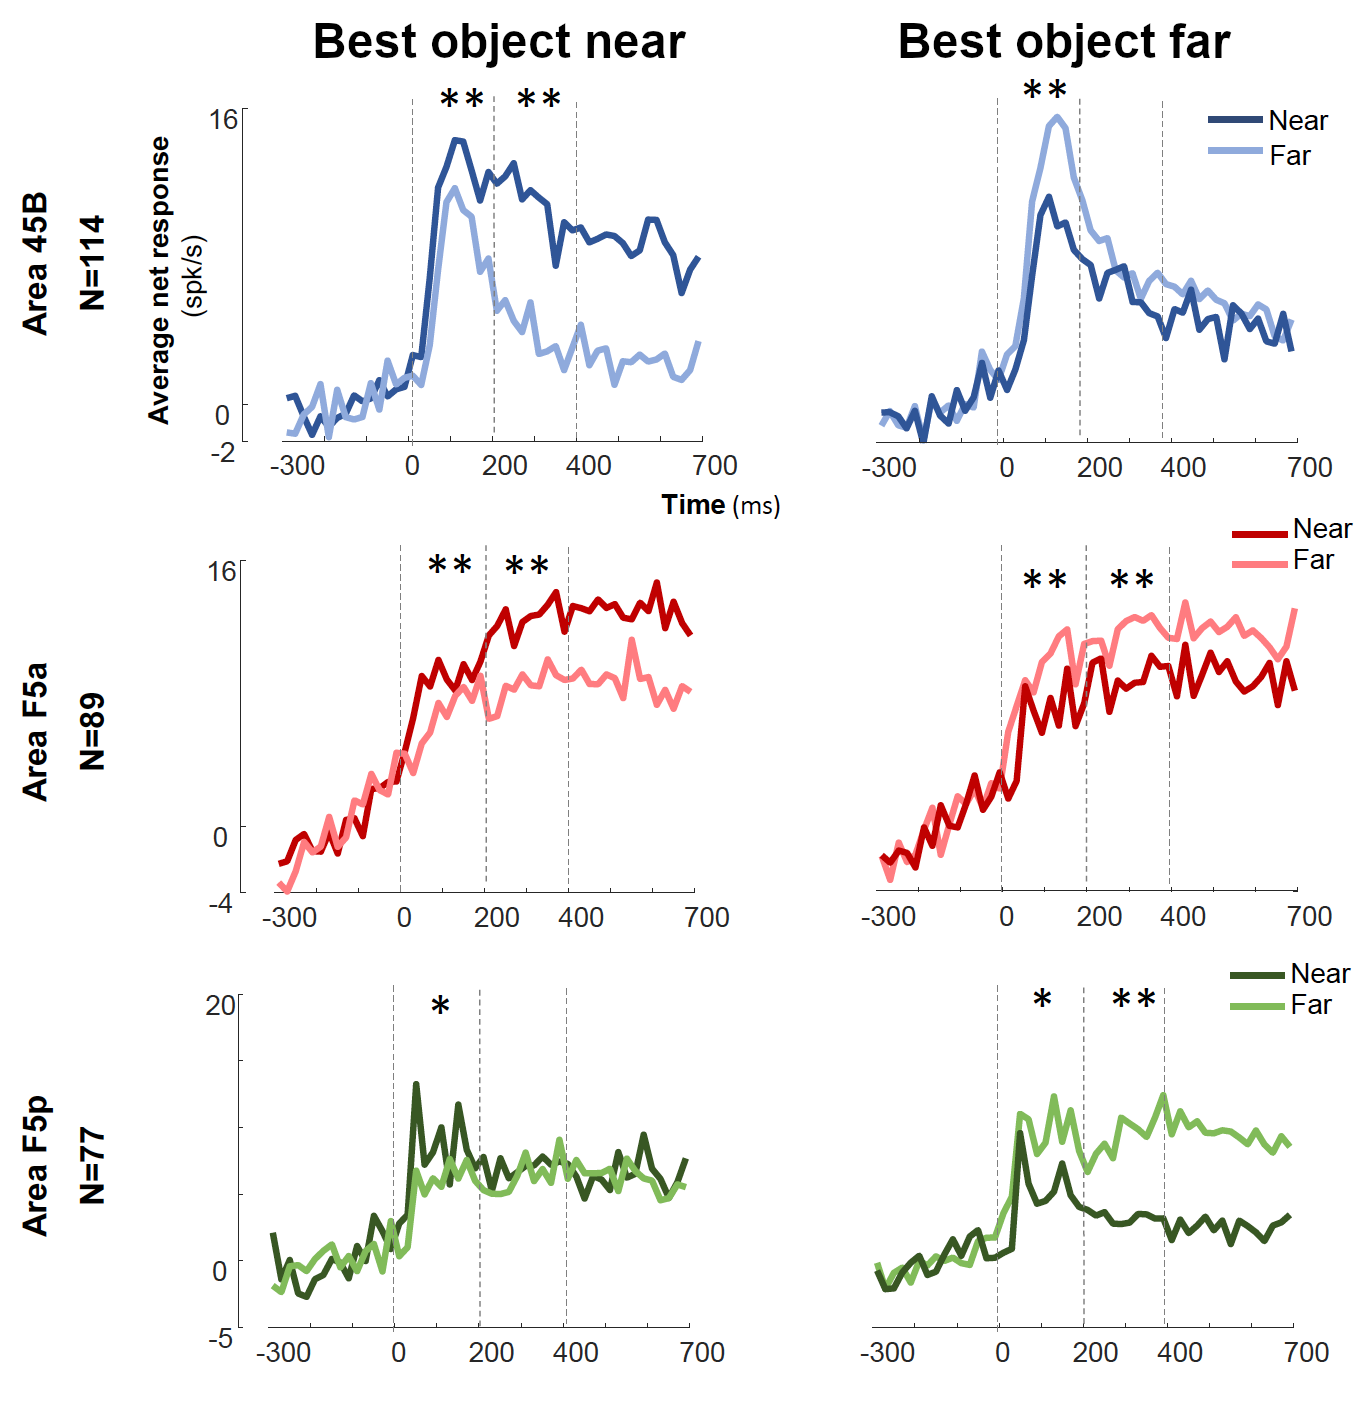 Best object near
Best object far
** **
**
16
0
-2
Average net response
(spk/s)
Area 45B
N=114
Near
Far
-300 0 200 400 700
-300 0 200 400 700
Time (ms)
** **
** **
Near
Far
16
0
-4
Area F5a
N=89
-300 0 200 400 700
-300 0 200 400 700
*
* **
Near
Far
20
0
-5
Area F5p
N=77
-300 0 200 400 700
-300 0 200 400 700